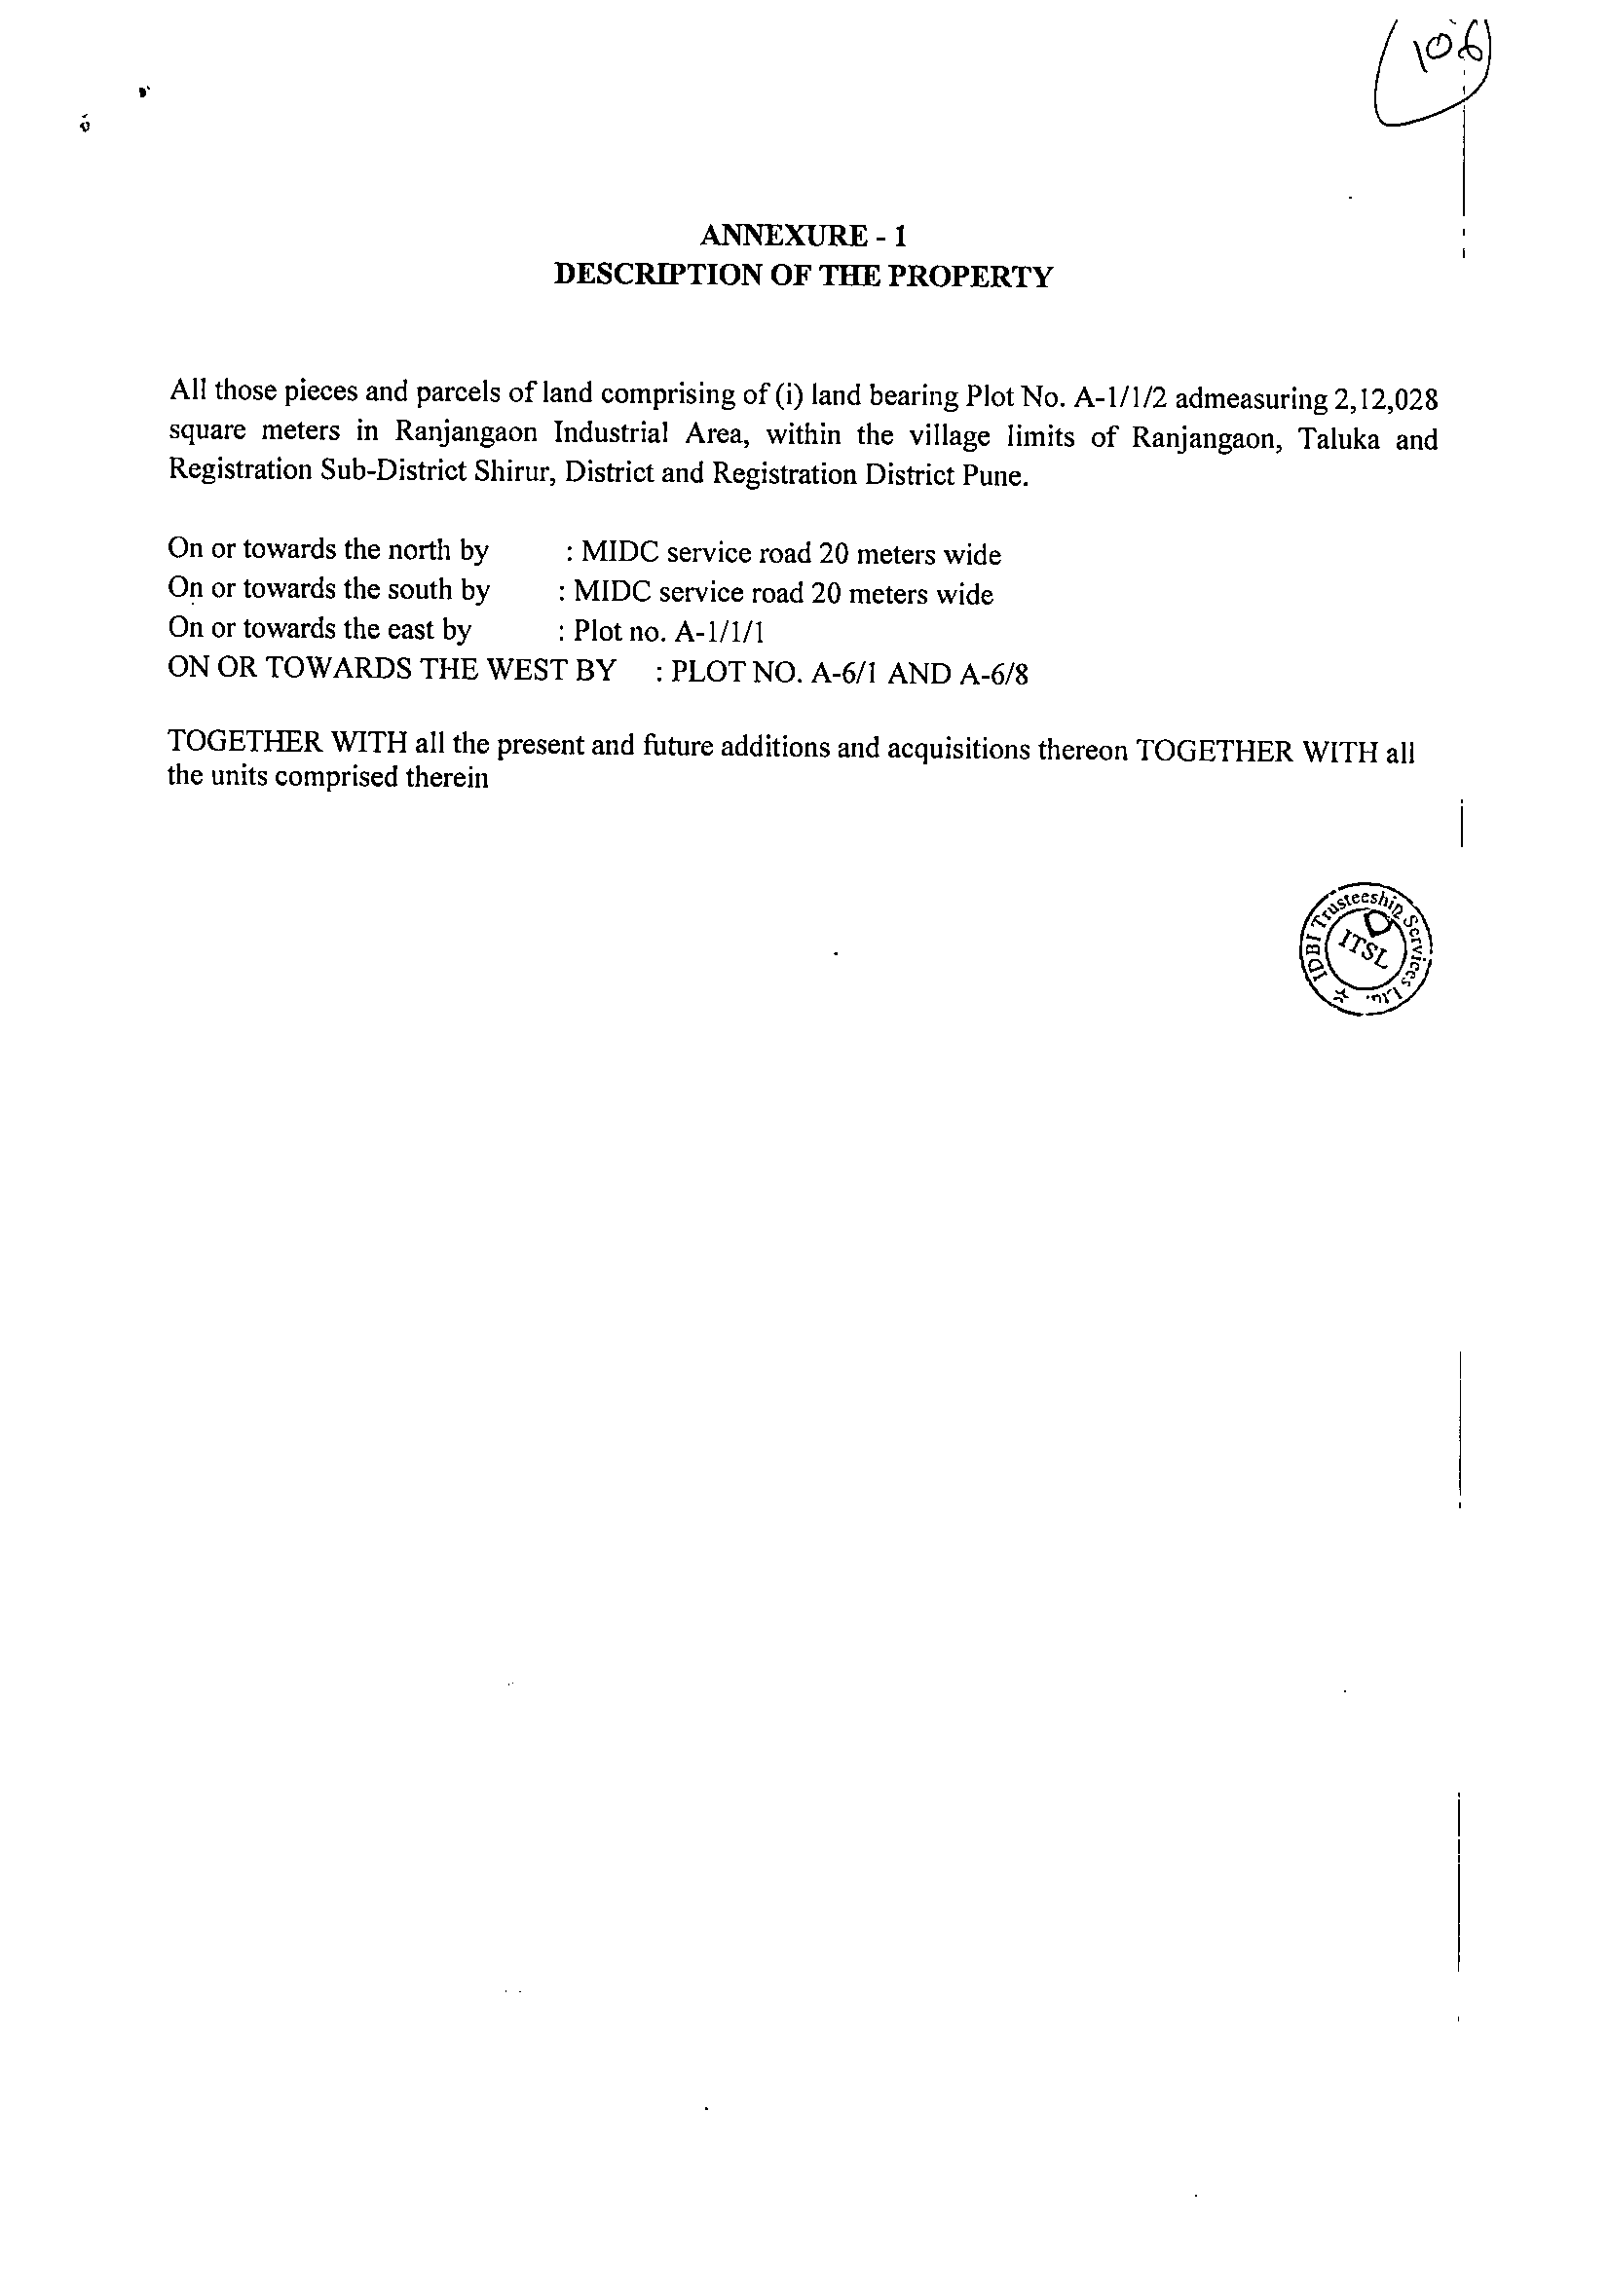 106
ANNEXURE - 1
DESCRIPTION OF THE PROPERTY
All those pieces and parcels of land comprising of (i) land bearing Plot No. A-1/1/2 admeasuring 2,12,028
square meters in Ranjangaon Industrial Area, within the village limits of Ranjangaon, Taluka and
Registration Sub-District Shirur, District and Registration District Pune.
On or towards the north by : MIDC service road 20 meters wide
On or towards the south by : MIDC service road 20 meters wide
On or towards the east by : Plot no. A-1/1/1
ON OR TOWARDS THE WEST BY : PLOT NO. A-6/1 AND A-6/8
TOGETHER WITH all the present and future additions and acquisitions thereon TOGETHER WITH all
the units comprised therein
IDBI Trusteeship Services Ltd.
ITSL